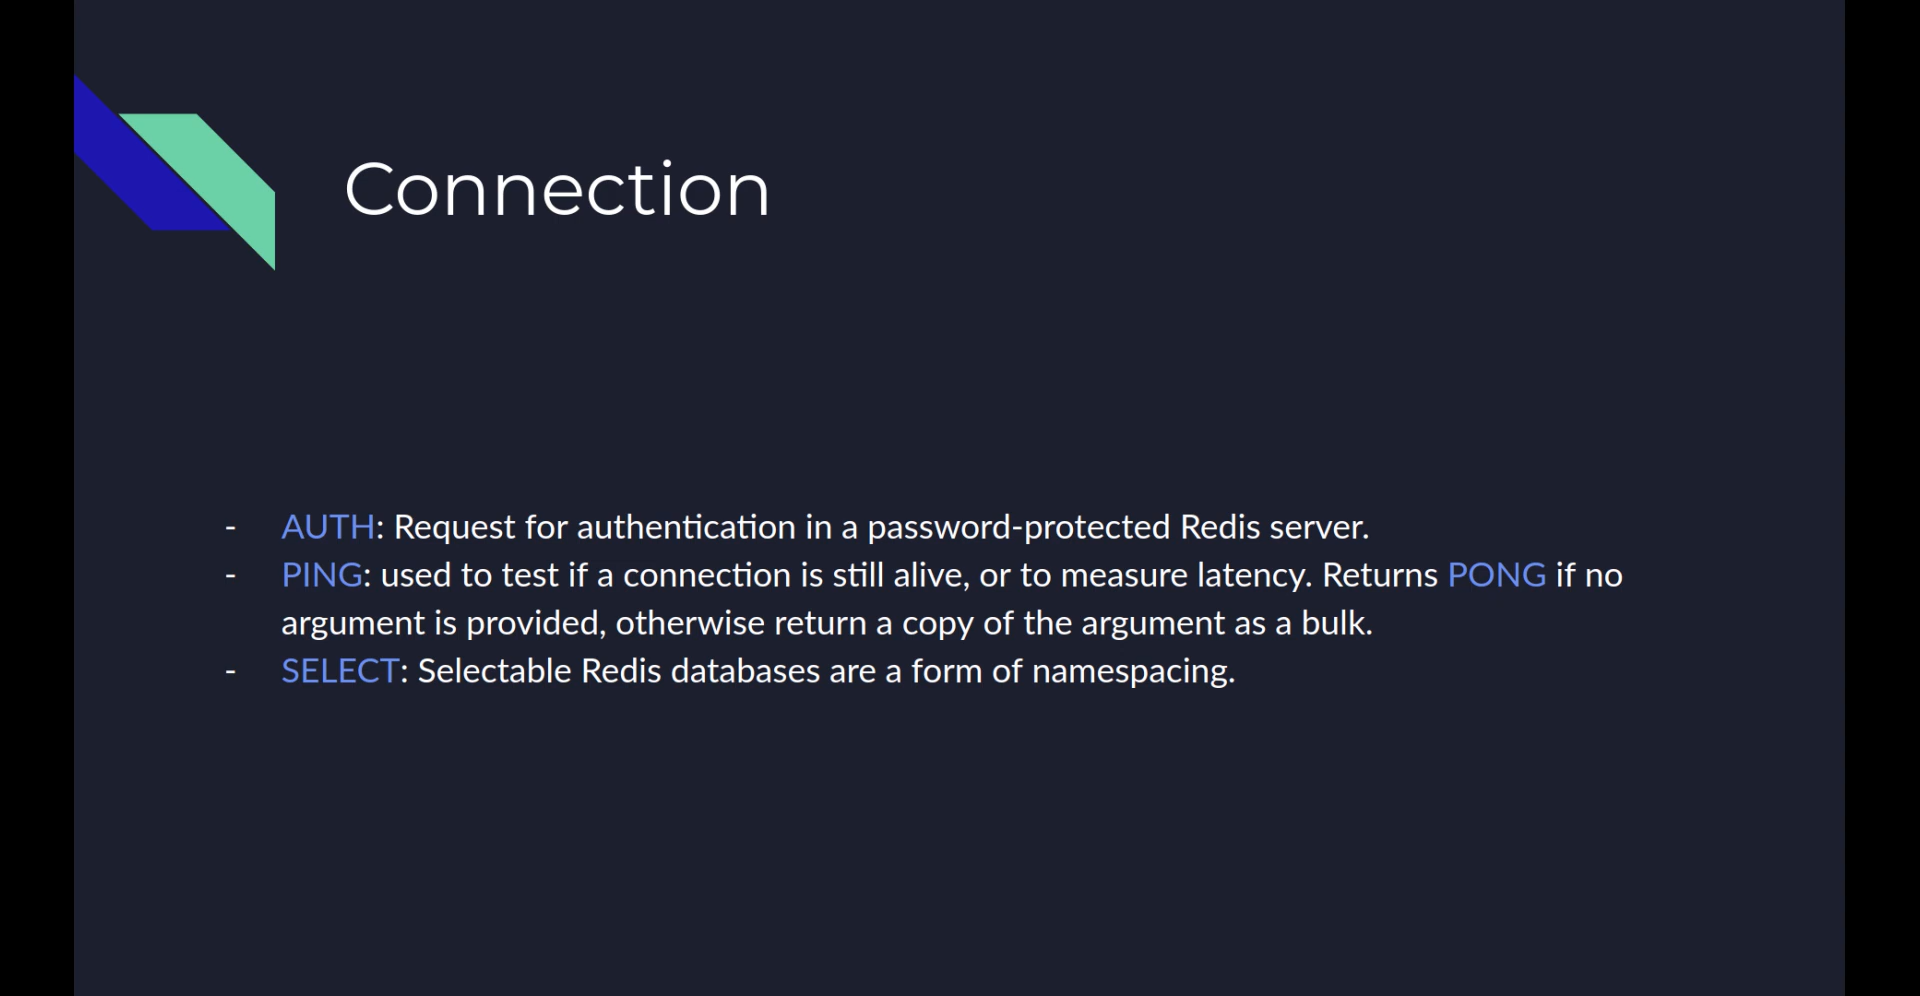 Connection
- AUTH: Request for authentication in a password-protected Redis server.
- PING: used to test if a connection is still alive, or to measure latency. Returns PONG if no
argument is provided, otherwise return a copy of the argument as a bulk.
- SELECT: Selectable Redis databases are a form of namespacing.